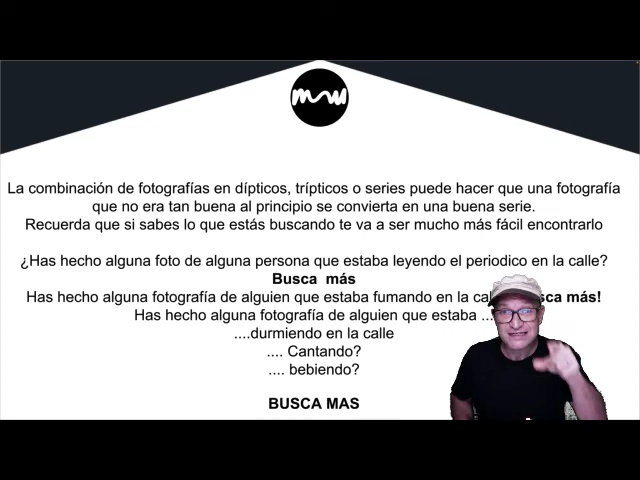 La combinación de fotografías en dípticos, trípticos o series puede hacer que una fotografía
que no era tan buena al principio se convierta en una buena serie.
Recuerda que si sabes lo que estás buscando te va a ser mucho más fácil encontrarlo
¿Has hecho alguna foto de alguna persona que estaba leyendo el periodico en la calle?
Busca más
Has hecho alguna fotografía de alguien que estaba fumando en la más!
Has hecho alguna fotografía de alguien que estaba ...
....durmiendo en la calle
.... Cantando?
.... bebiendo?
BUSCA MAS